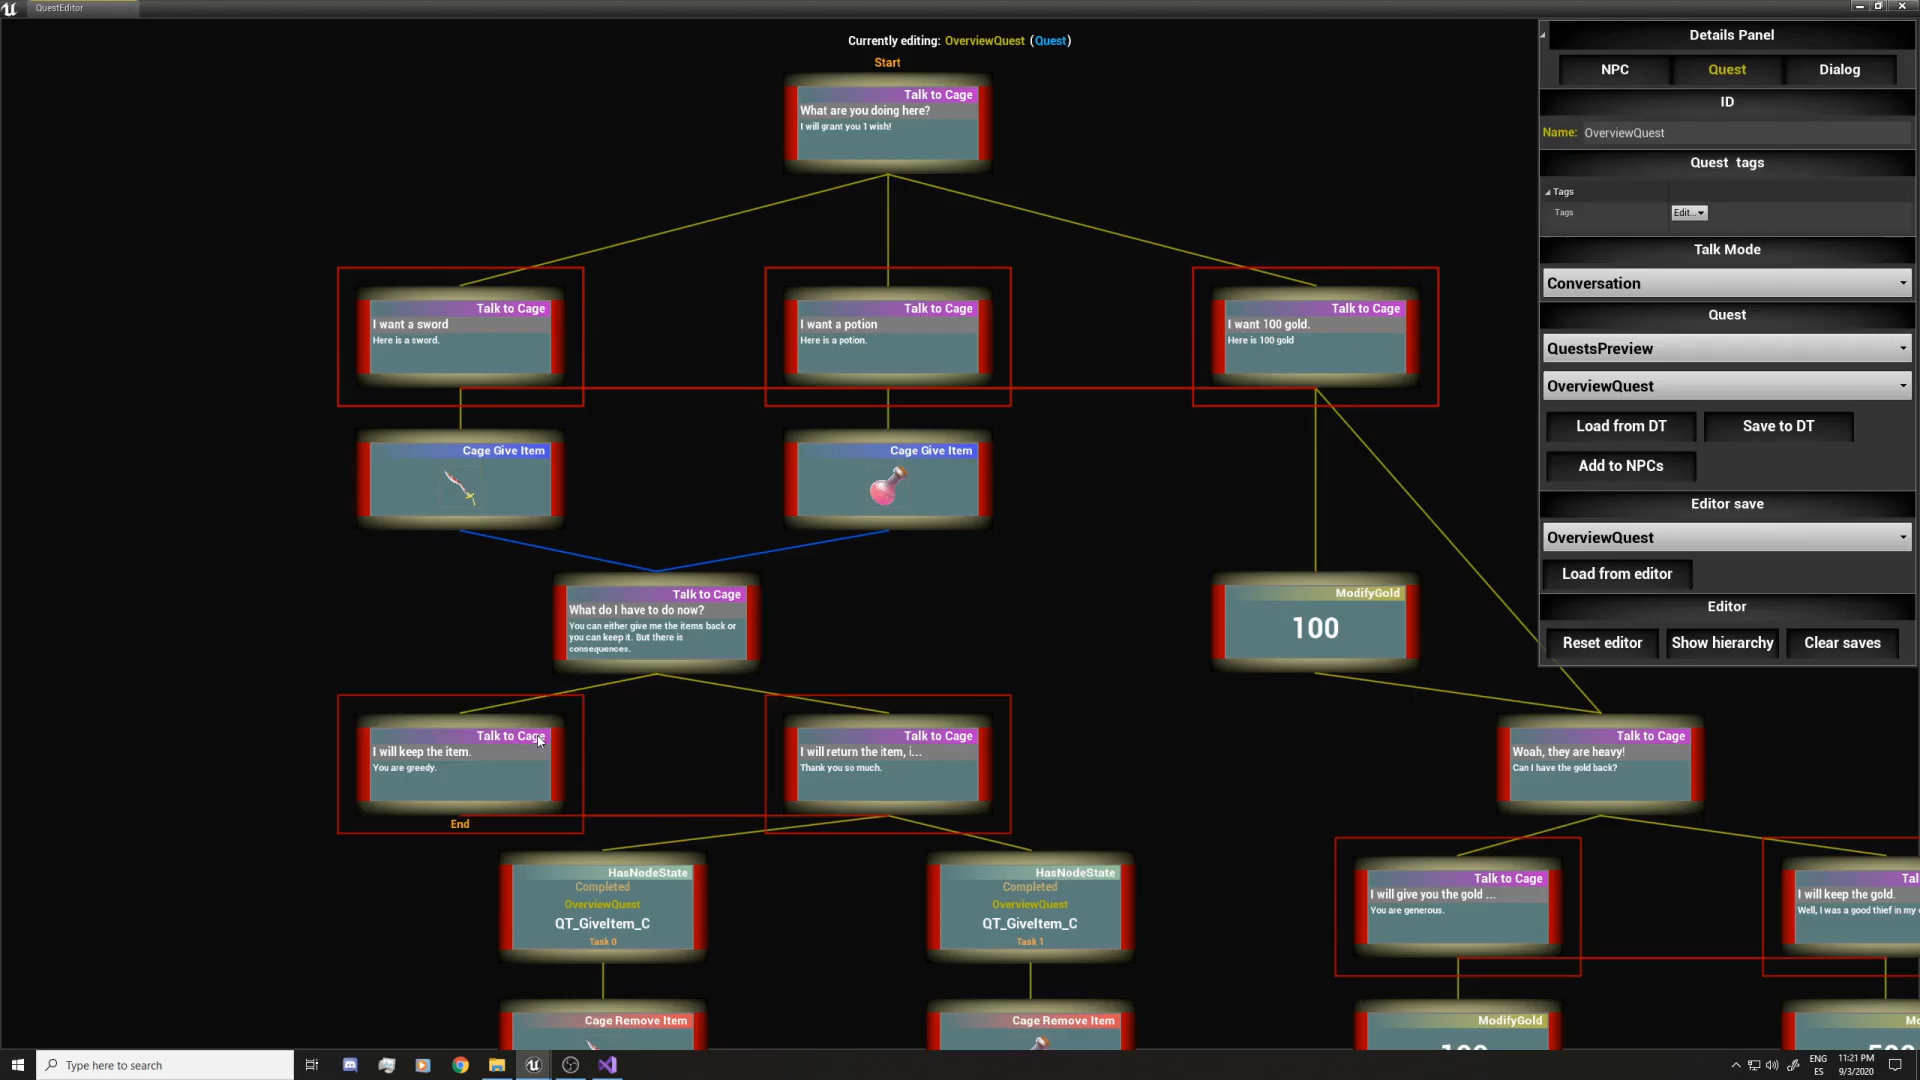 QuestEditor
Currently editing: OverviewQuest (Quest)
Start
Talk to Cage
What are you doing here?
I will grant you 1 wish!
Talk to Cage
I want a sword
Here is a sword.
Talk to Cage
I want a potion
Here is a potion.
Talk to Cage
I want 100 gold.
Here is 100 gold
Cage Give Item
Cage Give Item
Talk to Cage
What do I have to do now?
You can either give me the items back or
you can keep it. But there is
consequences.
ModifyGold
100
Talk to Cage
I will keep the item.
You are greedy.
End
Talk to Cage
I will return the item, i...
Thank you so much.
Talk to Cage
Woah, they are heavy!
Can I have the gold back?
HasNodeState
Completed
OverviewQuest
QT_GiveItem_C
Task 0
HasNodeState
Completed
OverviewQuest
QT_GiveItem_C
Task 1
Talk to Cage
I will give you the gold ...
You are generous.
Tal
I will keep the gold.
Well, I was a good thief in my
Cage Remove Item
Cage Remove Item
ModifyGold
100
Mo
Details Panel
NPC Quest Dialog
ID
Name: OverviewQuest
Quest tags
Tags
Tags Edit...
Talk Mode
Conversation
Quest
QuestsPreview
OverviewQuest
Load from DT Save to DT
Add to NPCs
Editor save
OverviewQuest
Load from editor
Editor
Reset editor Show hierarchy Clear saves
Type here to search
ENG
ES
11:21 PM
9/3/2020